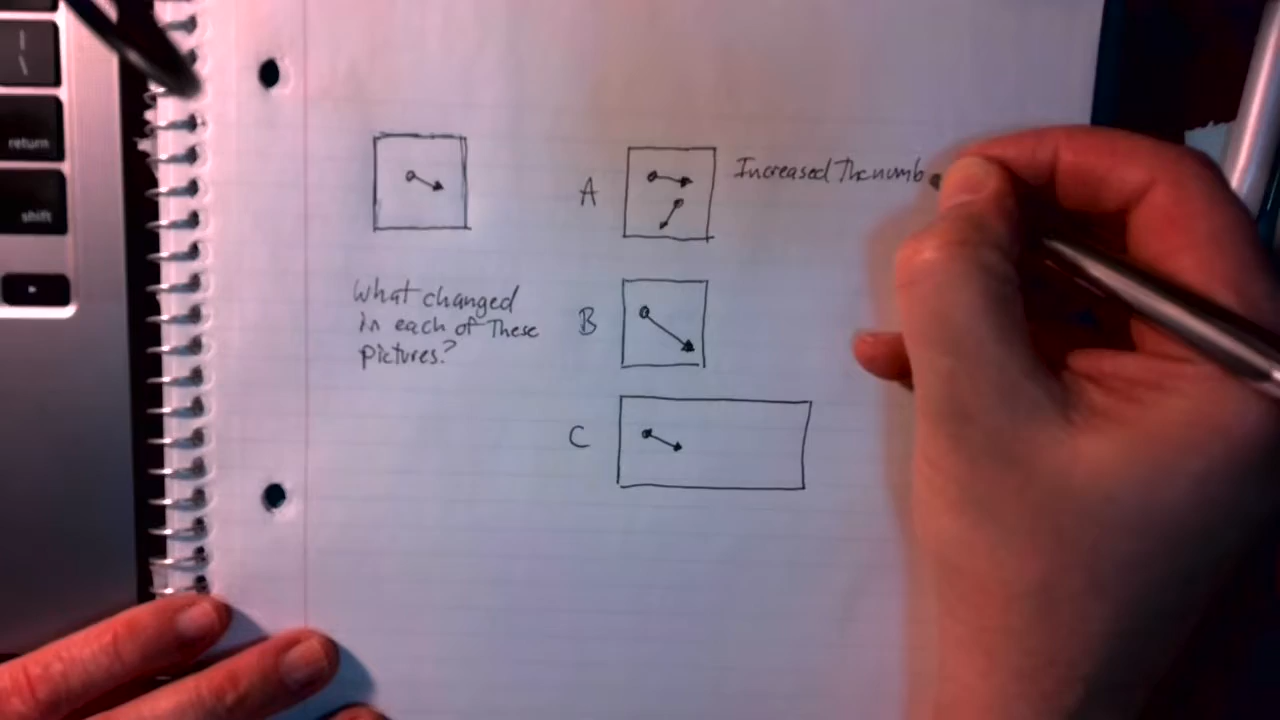 return
shift
What changed
in each of These
pictures?
A
Increased The numb
B
C